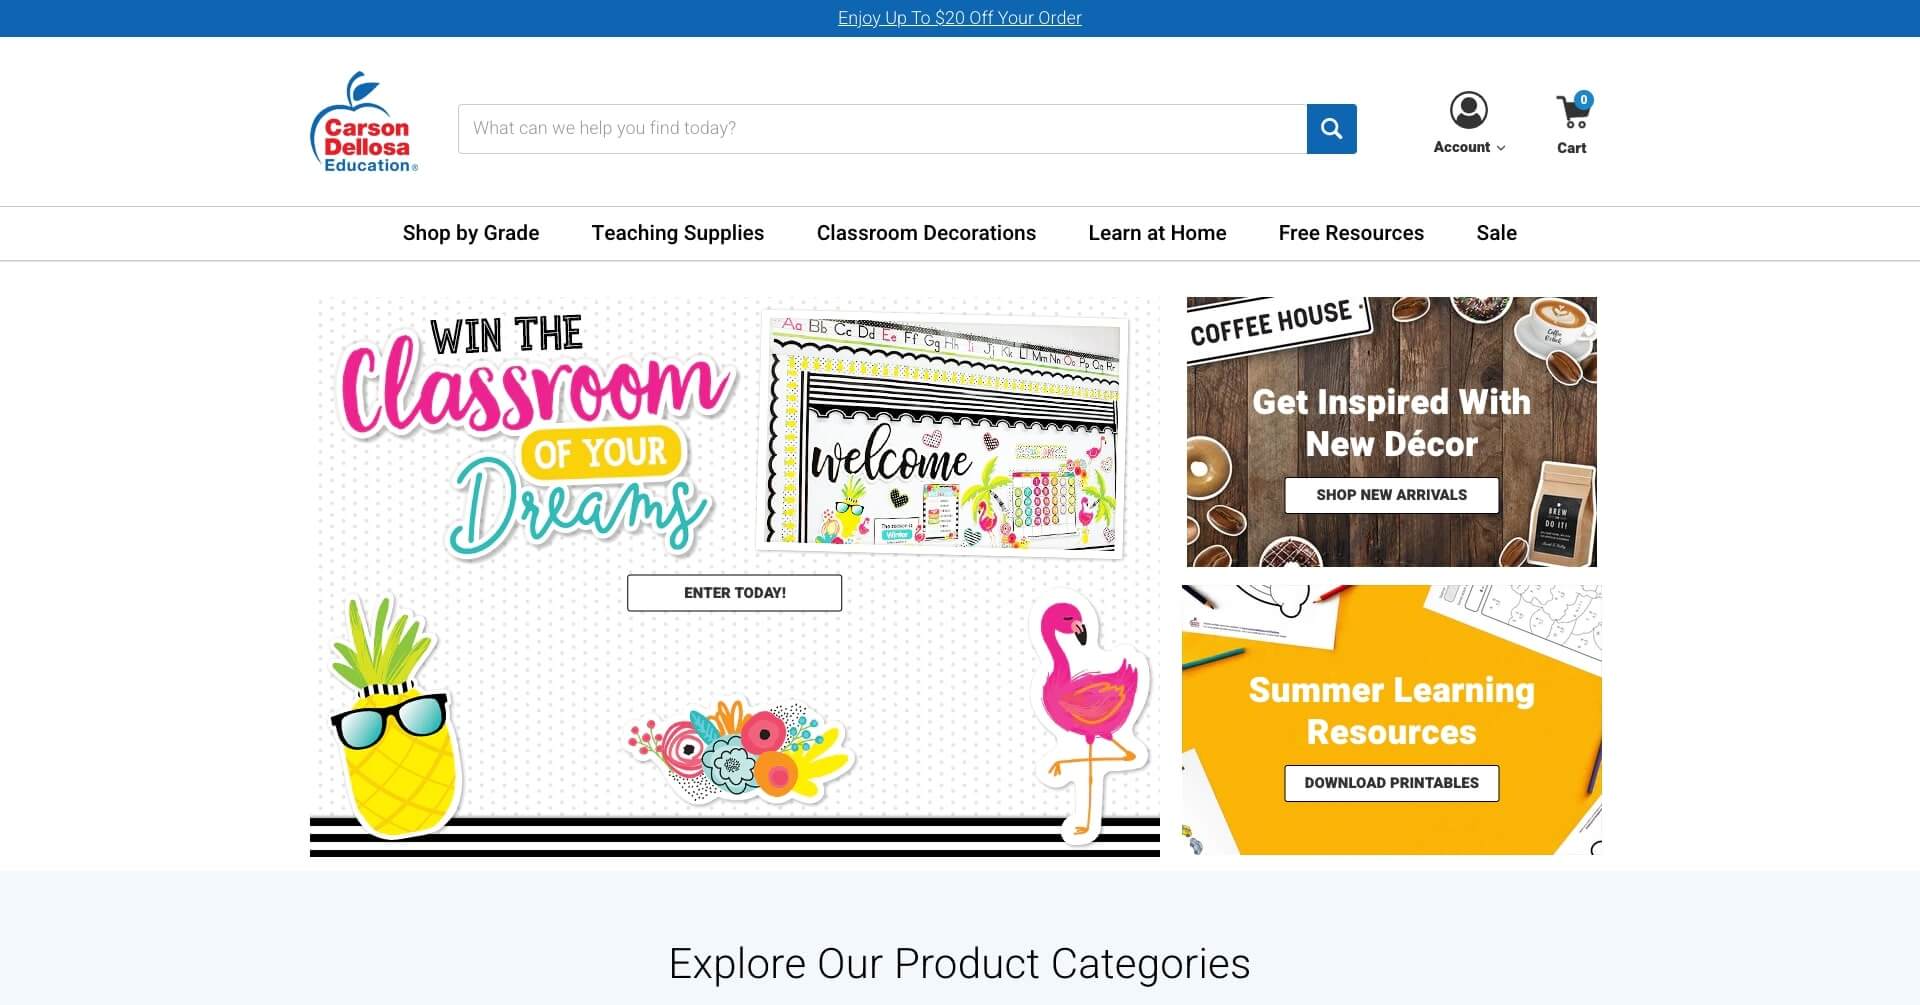 Enjoy Up To $20 Off Your Order
Carson
Dellosa
Education®
What can we help you find today?
Account
0
Cart
Shop by Grade
Teaching Supplies
Classroom Decorations
Learn at Home
Free Resources
Sale
WIN THE
Classroom
OF YOUR
Dreams
Aa Bb Cc Dd Ee Ff Gg Hh Ii Jj Kk Ll Mm Nn Oo Pp Qq Rr
welcome
Winter
ENTER TODAY!
COFFEE HOUSE
Get Inspired With
New Décor
SHOP NEW ARRIVALS
BREW
DO IT!
Summer Learning
Resources
DOWNLOAD PRINTABLES
Explore Our Product Categories